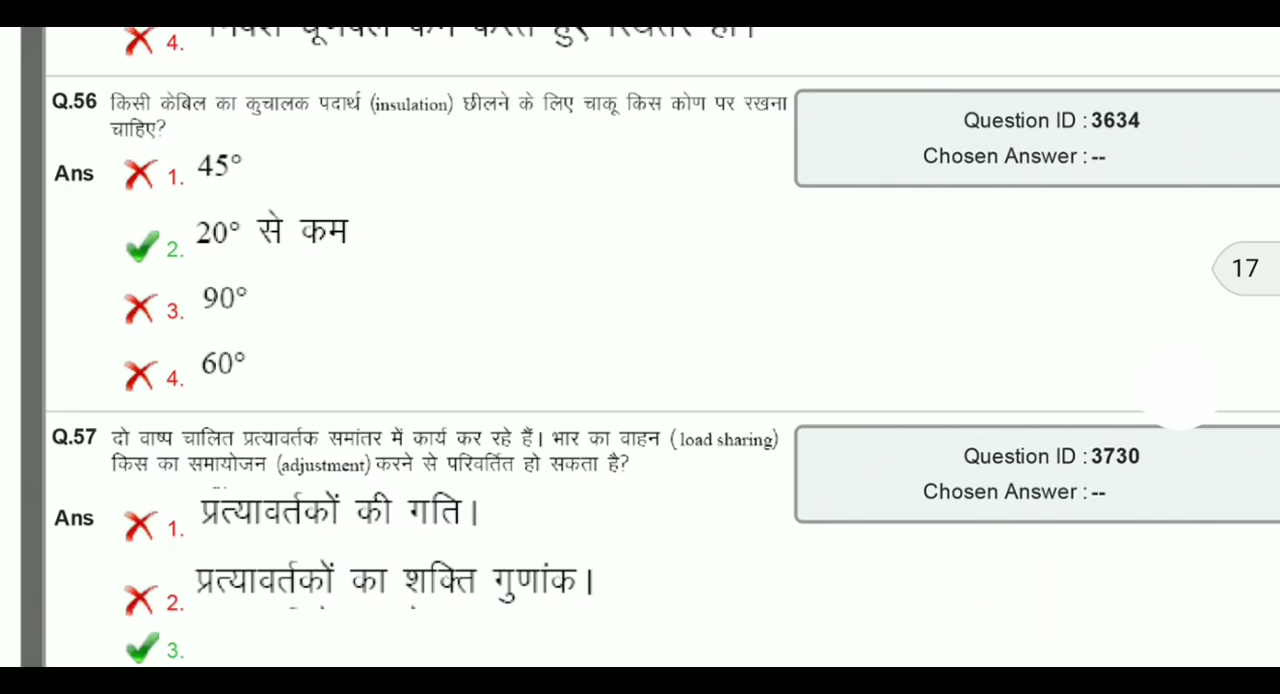 4.
Q.56 किसी केबिल का कुचालक पदार्थ (insulation) छीलने के लिए चाकू किस कोण पर रखना
चाहिए?
Question ID : 3634
Chosen Answer : --
Ans 1. 45°
2. 20° से कम
3. 90°
4. 60°
17
Q.57 दो वाष्प चालित प्रत्यावर्तक समांतर में कार्य कर रहे हैं। भार का वाहन (load sharing)
किस का समायोजन (adjustment) करने से परिवर्तित हो सकता है?
Question ID : 3730
Chosen Answer : --
Ans 1. प्रत्यावर्तकों की गति।
2. प्रत्यावर्तकों का शक्ति गुणांक।
3.